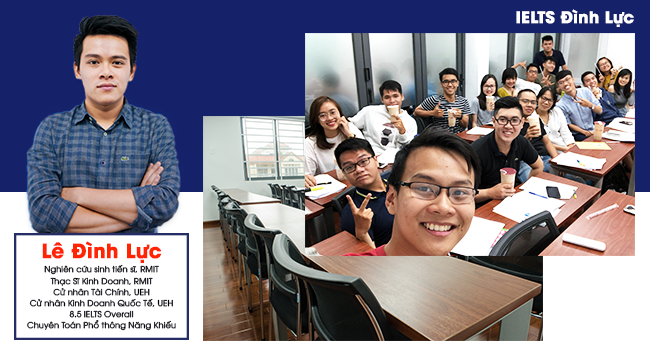 IELTS Đình Lực
Lê Đình Lực
Nghiên cứu sinh tiến sĩ, RMIT
Thạc Sĩ Kinh Doanh, RMIT
Cử nhân Tài Chính, UEH
Cử nhân Kinh Doanh Quốc Tế, UEH
8.5 IELTS Overall
Chuyên Toán Phổ thông Năng Khiếu